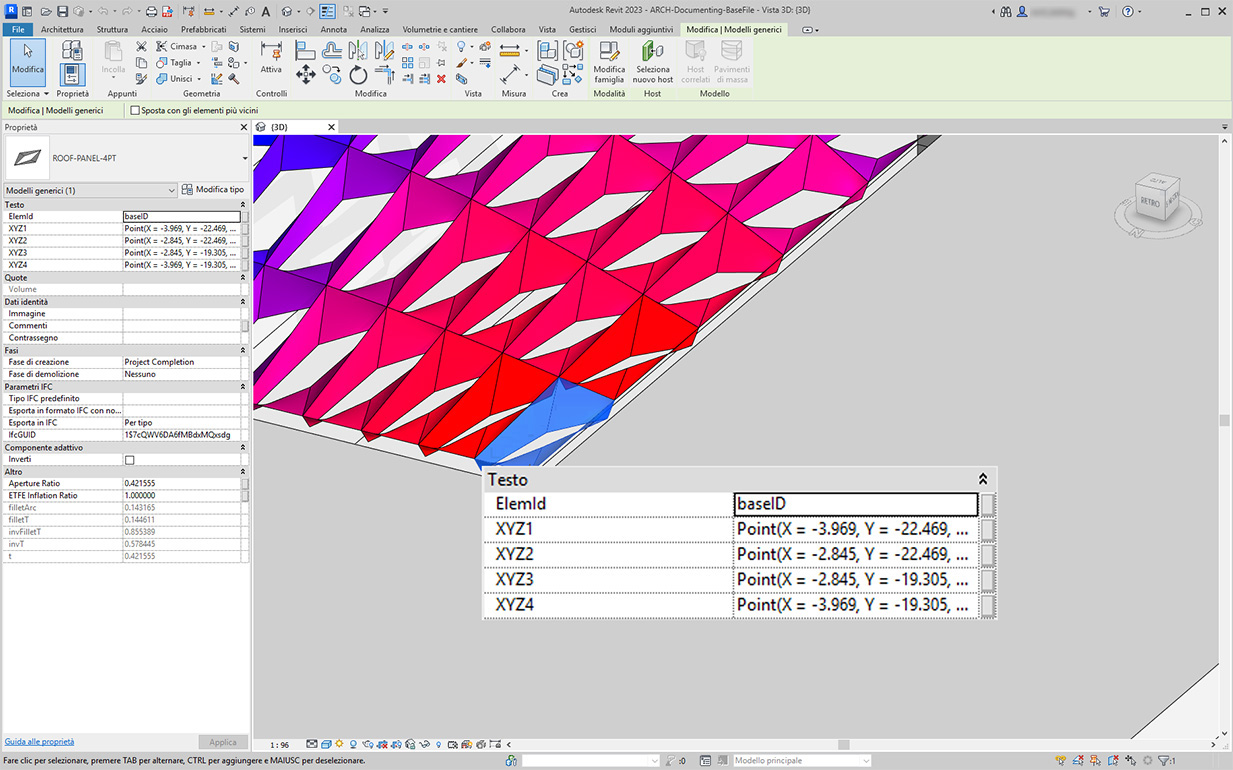 Autodesk Revit 2023 - ARCH-Documenting-BaseFile - Vista 3D: {3D}
File Architettura Struttura Acciaio Prefabbricati Sistemi Inserisci Annota Analizza Volumetrie e cantiere Collabora Vista Gestisci Moduli aggiuntivi Modifica | Modelli generici
Modifica
Incolla
Cimasa
Taglia
Unisci
Attiva
Modifica famiglia
Seleziona nuovo host
Host correlati
Pavimenti di massa
Seleziona Proprietà Appunti Geometria Controlli Modifica Vista Misura Crea Modalità Host Modello
Modifica | Modelli generici
Sposta con gli elementi più vicini
Proprietà
{3D}
ROOF-PANEL-4PT
Modelli generici (1)
Modifica tipo
Testo
ElemId baseID
XYZ1 Point(X = -3.969, Y = -22.469, ...
XYZ2 Point(X = -2.845, Y = -22.469, ...
XYZ3 Point(X = -2.845, Y = -19.305, ...
XYZ4 Point(X = -3.969, Y = -19.305, ...
Quote
Volume
Dati identità
Immagine
Commenti
Contrassegno
Fasi
Fase di creazione Project Completion
Fase di demolizione Nessuno
Parametri IFC
Tipo IFC predefinito
Esporta in formato IFC con no...
Esporta in IFC Per tipo
IfcGUID 1S7cQWV6DA6fMBdxMQxsdg
Componente adattivo
Inverti
Altro
Aperture Ratio 0.421555
ETFE Inflation Ratio 1.000000
filletArc 0.143165
filletT 0.144611
invFilletT 0.855389
invT 0.578445
t 0.421555
RETRO
Testo
ElemId baseID
XYZ1 Point(X = -3.969, Y = -22.469, ...
XYZ2 Point(X = -2.845, Y = -22.469, ...
XYZ3 Point(X = -2.845, Y = -19.305, ...
XYZ4 Point(X = -3.969, Y = -19.305, ...
Guida alle proprietà
Applica
1 : 96
Fare clic per selezionare, premere TAB per alternare, CTRL per aggiungere e MAIUSC per deselezionare.
:0
Modello principale
:1